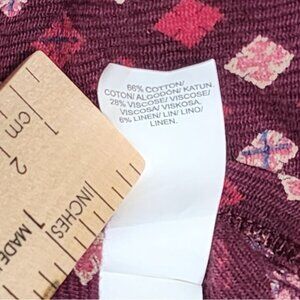 66% COTTON/
COTON/ ALGODÓN/ KATUN.
28% VISCOSE/ VISCOSE/
VISCOSA/ VISKOSA.
6% LINEN/ LIN/ LINO/
LINEN.
cm 1 2
INCHES 1
MADE